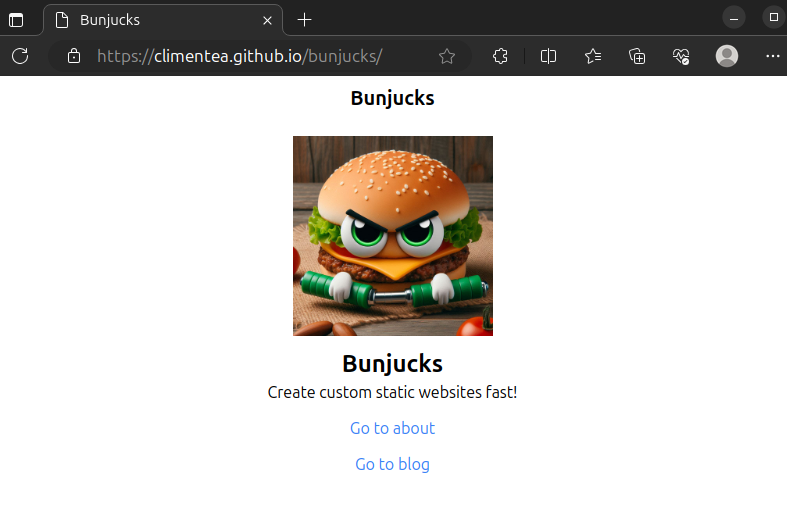 Bunjucks
https://climentea.github.io/bunjucks/
Bunjucks
Bunjucks
Create custom static websites fast!
Go to about
Go to blog